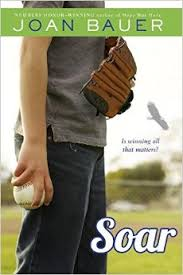 NEWBERY HONOR-WINNING author of Hope Was Here
JOAN BAUER
Is winning all
that matters?
Soar